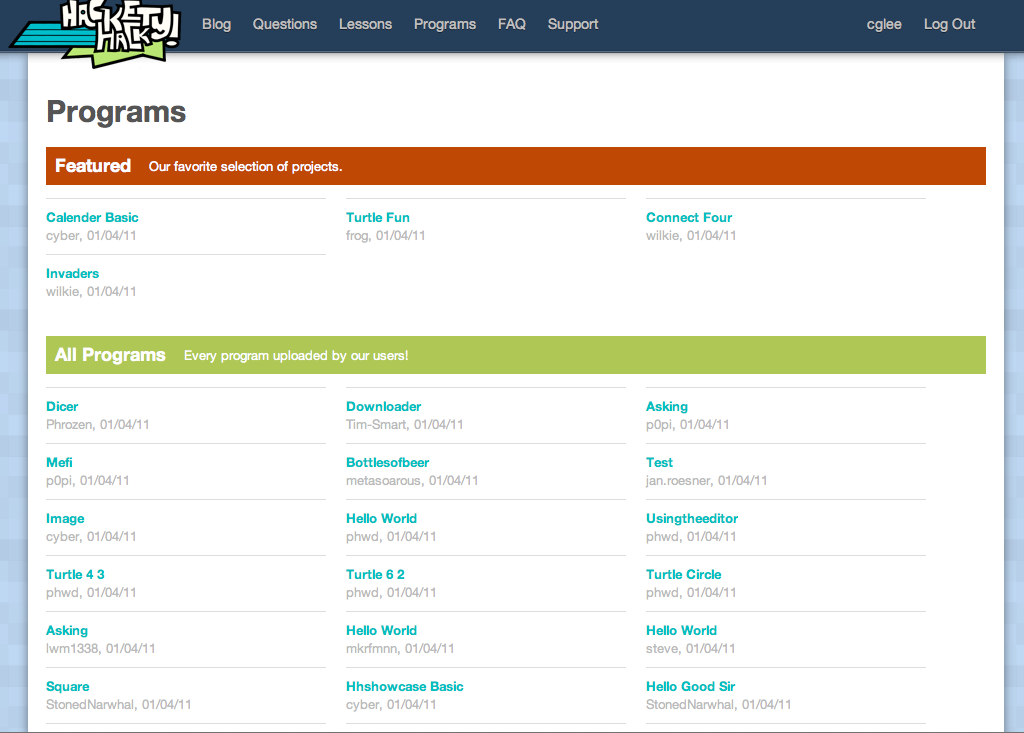 HACKETY HACK!
Blog Questions Lessons Programs FAQ Support cglee Log Out
Programs
Featured Our favorite selection of projects.
Calender Basic Turtle Fun Connect Four
cyber, 01/04/11 frog, 01/04/11 wilkie, 01/04/11
Invaders
wilkie, 01/04/11
All Programs Every program uploaded by our users!
Dicer Downloader Asking
Phrozen, 01/04/11 Tim-Smart, 01/04/11 p0pi, 01/04/11
Mefi Bottlesofbeer Test
p0pi, 01/04/11 metasoarous, 01/04/11 jan.roesner, 01/04/11
Image Hello World Usingtheeditor
cyber, 01/04/11 phwd, 01/04/11 phwd, 01/04/11
Turtle 4 3 Turtle 6 2 Turtle Circle
phwd, 01/04/11 phwd, 01/04/11 phwd, 01/04/11
Asking Hello World Hello World
lwm1338, 01/04/11 mkrfmnn, 01/04/11 steve, 01/04/11
Square Hhshowcase Basic Hello Good Sir
StonedNarwhal, 01/04/11 cyber, 01/04/11 StonedNarwhal, 01/04/11